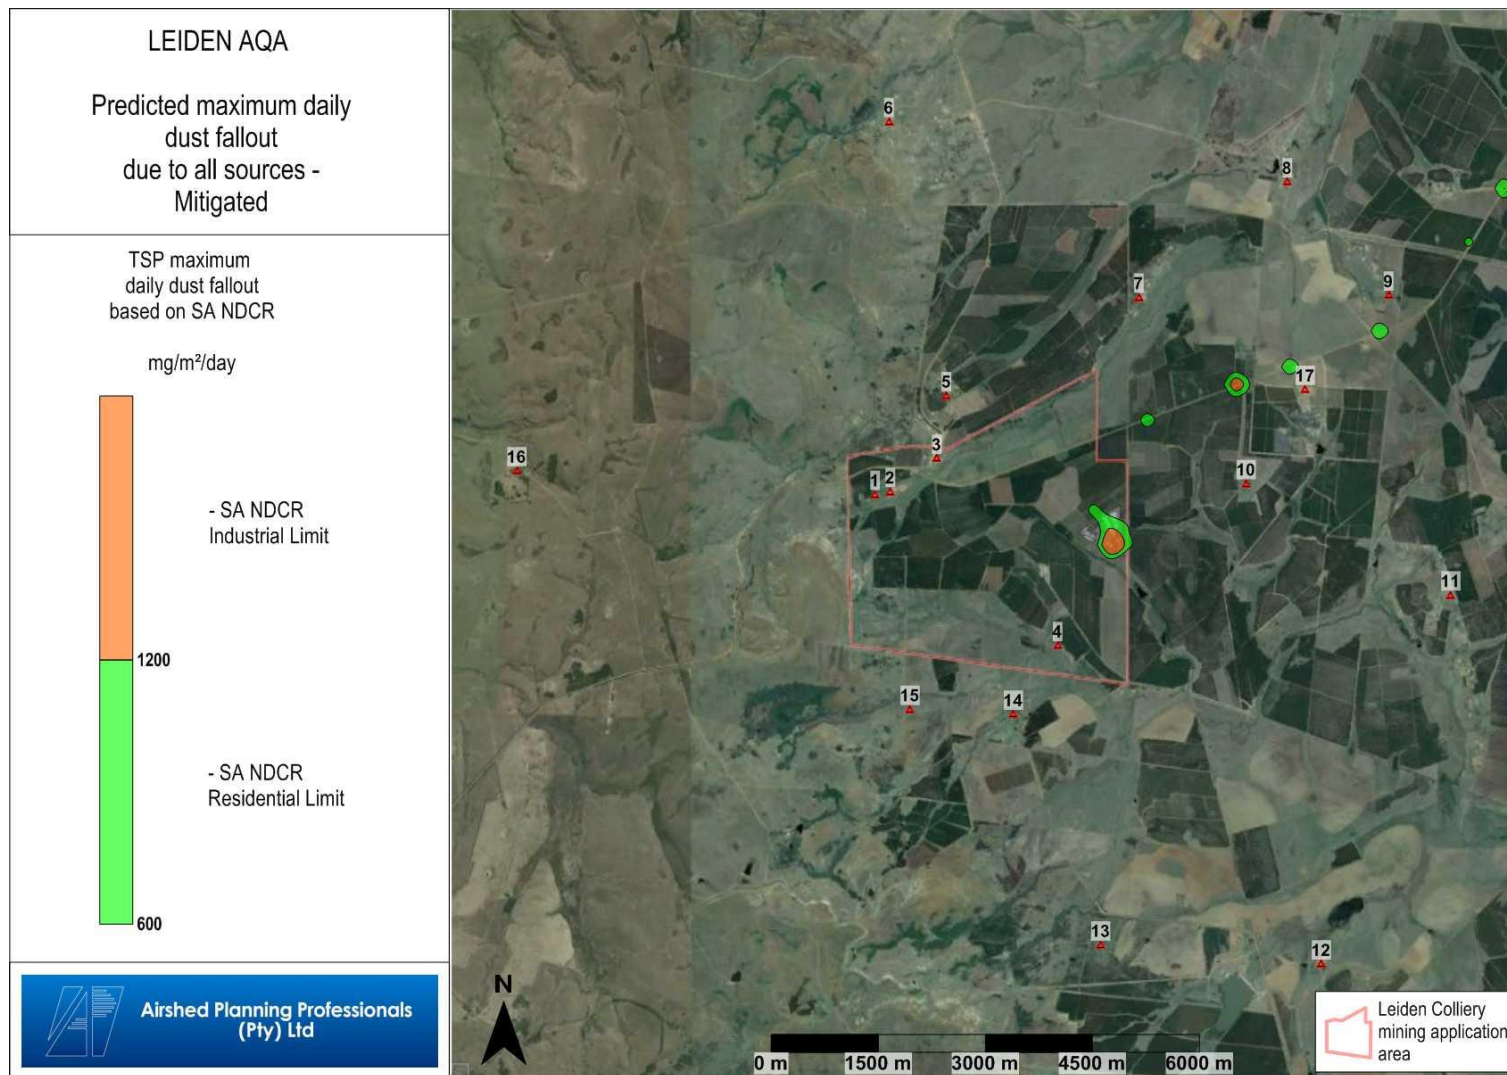 LEIDEN AQA
Predicted maximum daily
dust fallout
due to all sources -
Mitigated
TSP maximum
daily dust fallout
based on SA NDCR
mg/m²/day
- SA NDCR
Industrial Limit
1200
- SA NDCR
Residential Limit
600
Airshed Planning Professionals
(Pty) Ltd
6
8
7
9
5
17
3
16
1 2
10
11
4
15
14
13
12
N
0 m 1500 m 3000 m 4500 m 6000 m
Leiden Colliery
mining application
area